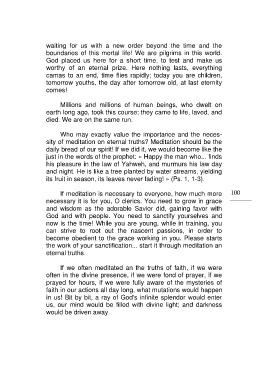 waiting for us with a new order beyond the time and the
boundaries of this mortal life! We are pilgrims in this world.
God placed us here for a short time, to test and make us
worthy of an eternal prize. Here nothing lasts, everything
camas to an end, time flies rapidly: today you are children,
tomorrow youths, the day after tomorrow old, at last eternity
comes!
Millions and millions of human beings, who dwelt on
earth long ago, took this course; they came to life, laved, and
died. We are on the same run.
Who may exactly value the importance and the neces-
sity of meditation on eternal truths? Meditation should be the
daily bread of our spirit! If we did it, we would become like the
just in the words of the prophet: « Happy the man who... finds
his pleasure in the law of Yahweh, and murmurs his law day
and night. He is like a tree planted by water streams, yielding
its fruit in season, its leaves never fading! » (Ps. 1, 1-3).
If meditation is necessary to everyone, how much more
necessary it is for you, O clerics. You need to grow in grace
and wisdom as the adorable Savior did, gaining favor with
God and with people. You need to sanctify yourselves and
now is the time! While you are young, while in training, you
can strive to root out the nascent passions, in order to
become obedient to the grace working in you. Please starts
the work of your sanctification... start it through meditation an
eternal truths.
If we often meditated an the truths of faith, if we were
often in the divine presence, if we were fond of prayer, if we
prayed for hours, if we were fully aware of the mysteries of
faith in our actions all day long, what mutations would happen
in us! Bit by bit, a ray of God's infinite splendor would enter
us, our mind would be filled with divine light; and darkness
would be driven away.
100